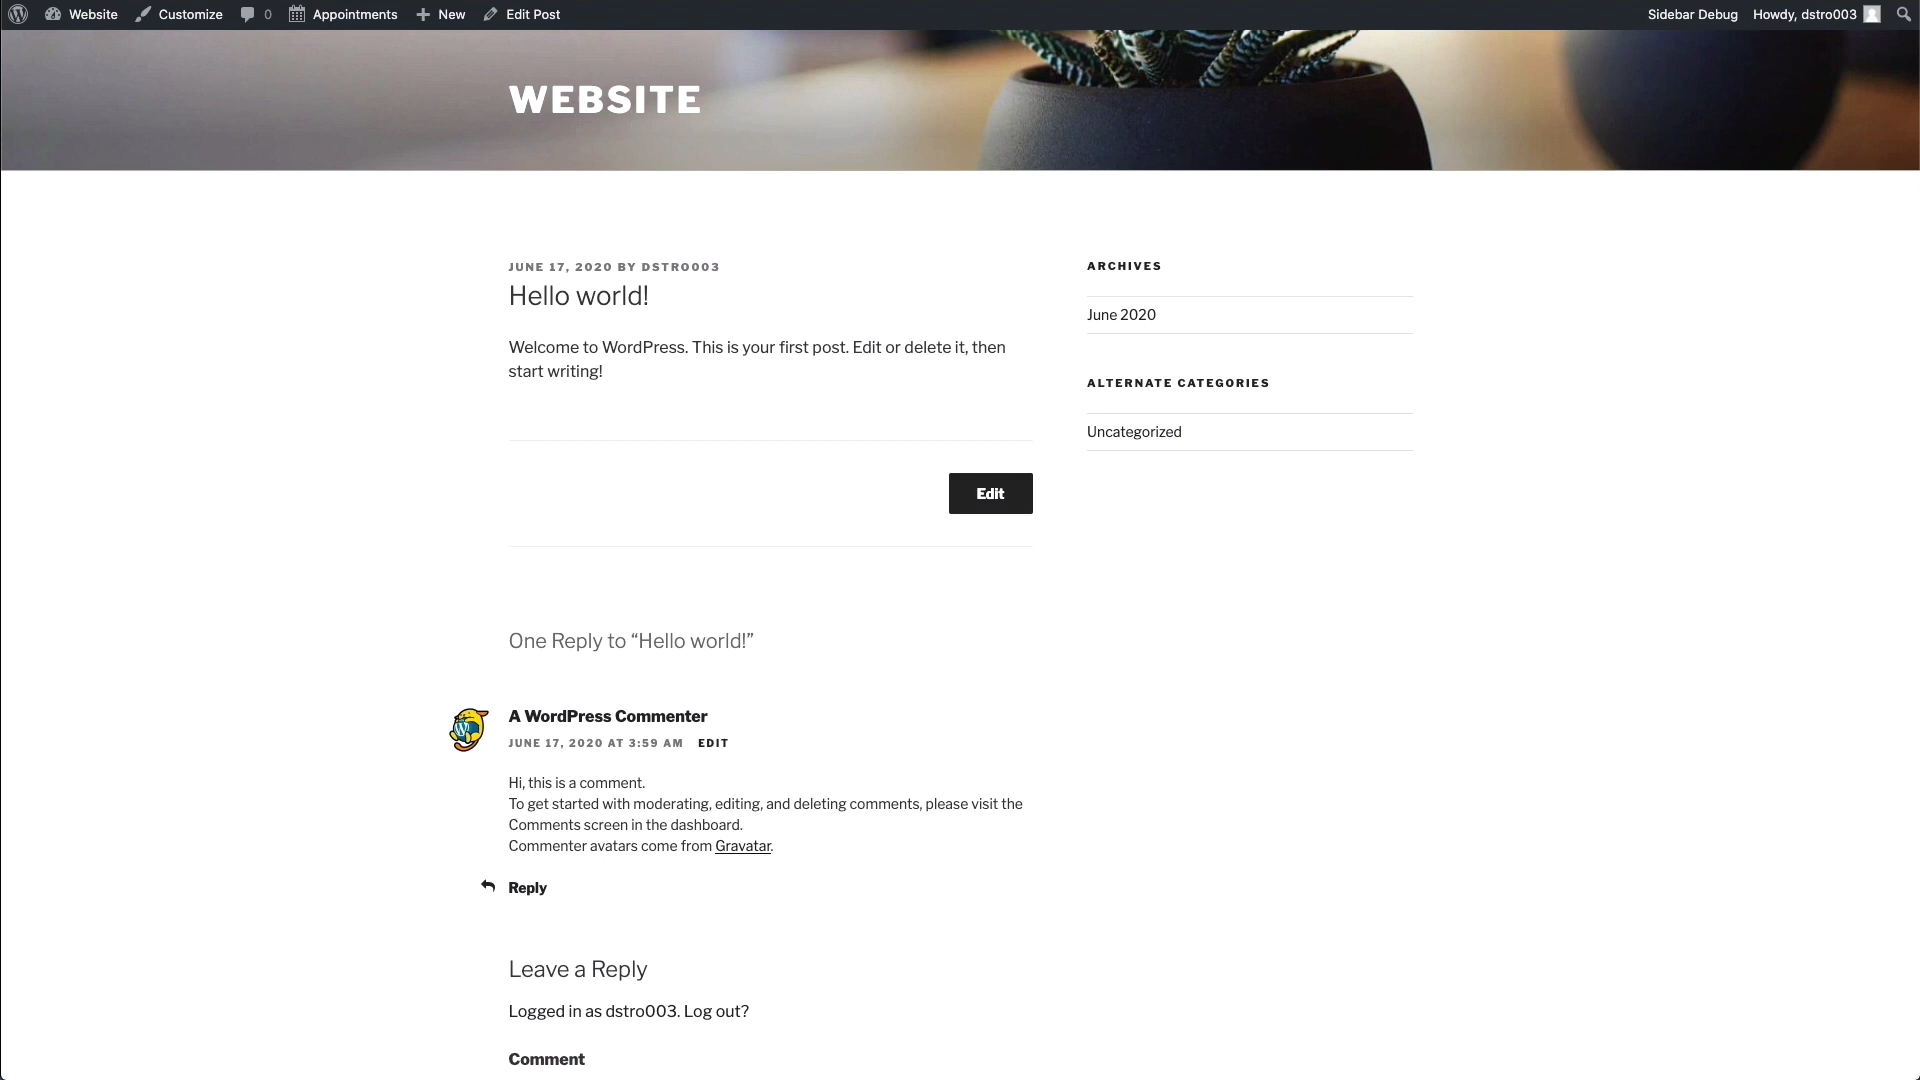 Website Customize 0 Appointments New Edit Post Sidebar Debug Howdy, dstro003
WEBSITE
JUNE 17, 2020 BY DSTRO003
Hello world!
Welcome to WordPress. This is your first post. Edit or delete it, then
start writing!
Edit
One Reply to “Hello world!”
A WordPress Commenter
JUNE 17, 2020 AT 3:59 AM EDIT
Hi, this is a comment.
To get started with moderating, editing, and deleting comments, please visit the
Comments screen in the dashboard.
Commenter avatars come from Gravatar.
Reply
Leave a Reply
Logged in as dstro003. Log out?
Comment
ARCHIVES
June 2020
ALTERNATE CATEGORIES
Uncategorized